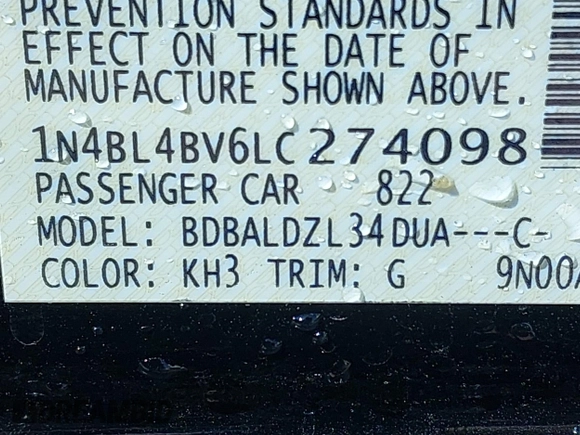 PREVENTION STANDARDS IN
EFFECT ON THE DATE OF
MANUFACTURE SHOWN ABOVE.
1N4BL4BV6LC274098
PASSENGER CAR 822
MODEL: BDBALDZL34DUA---C-
COLOR: KH3 TRIM: G 9N00